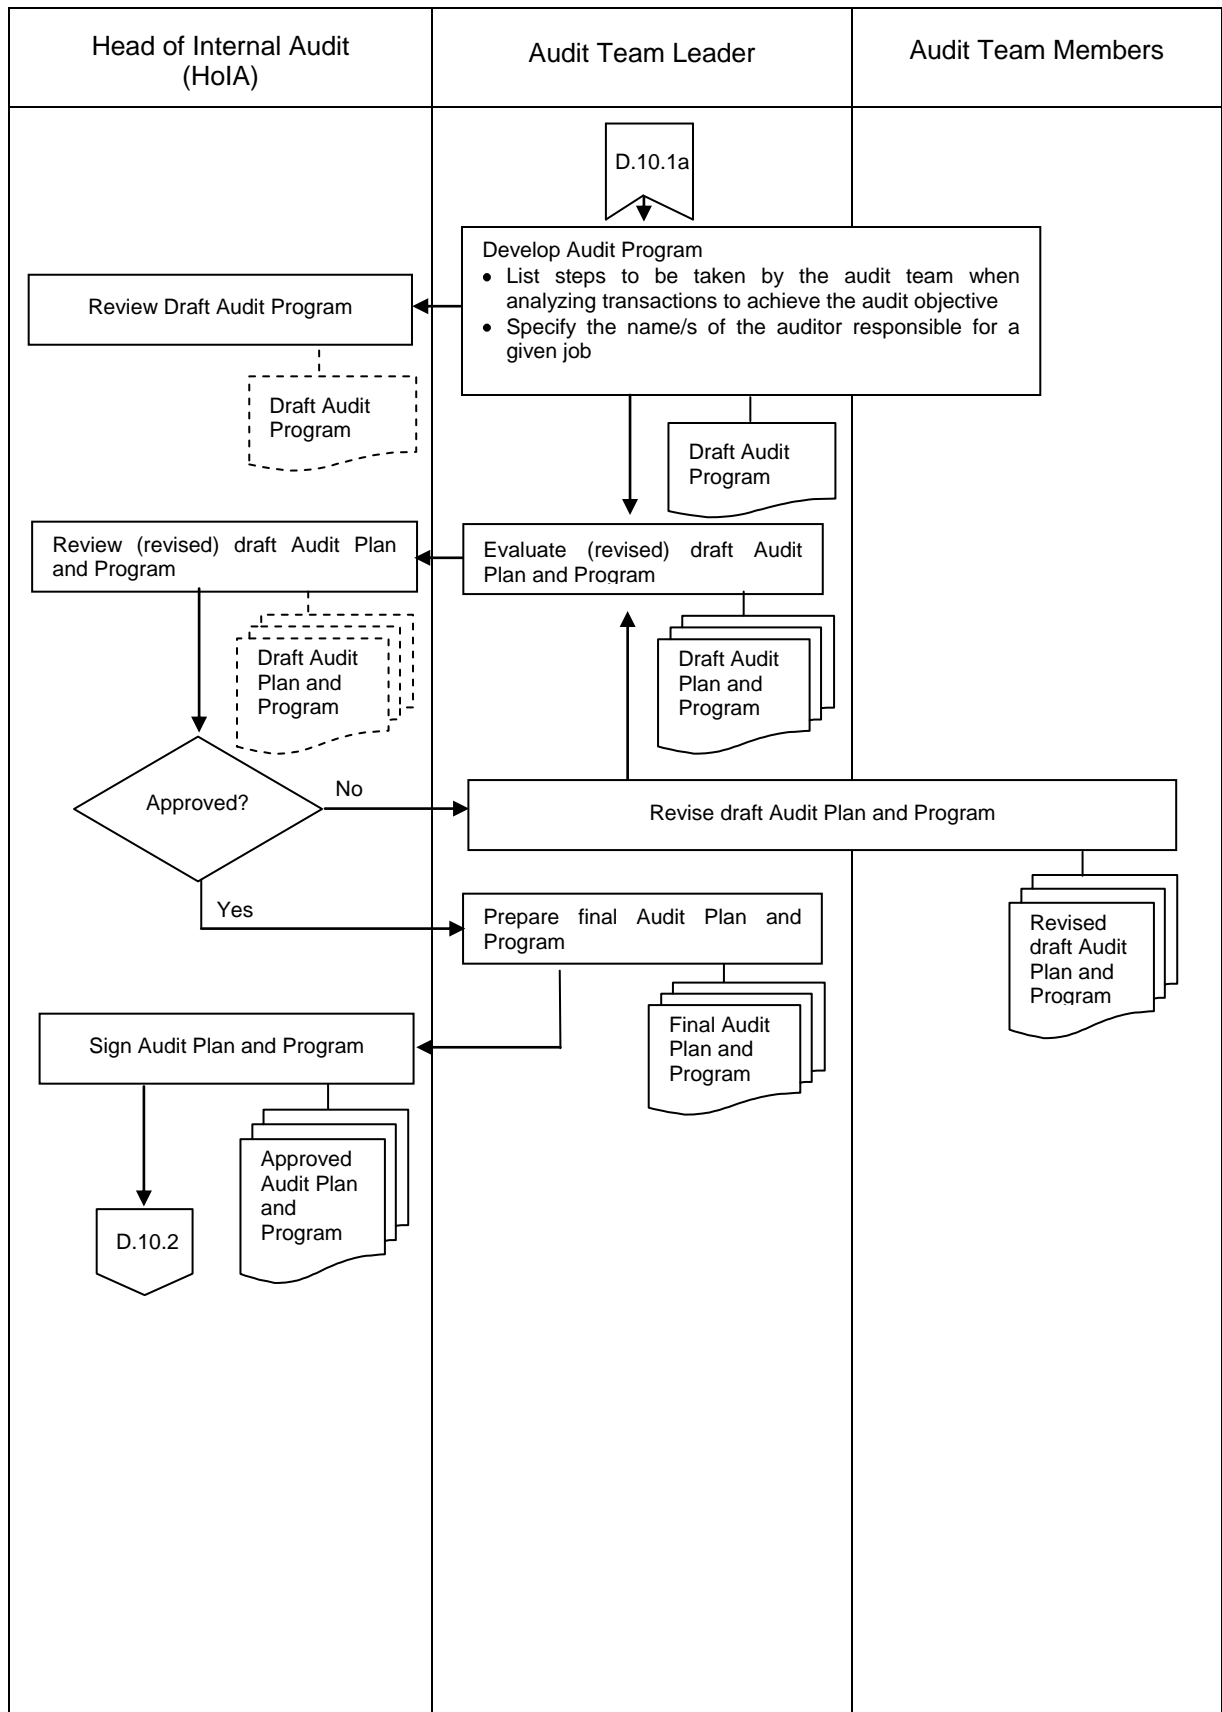 Head of Internal Audit
(HoIA)
Audit Team Leader
Audit Team Members
D.10.1a
Develop Audit Program
• List steps to be taken by the audit team when
analyzing transactions to achieve the audit objective
• Specify the name/s of the auditor responsible for a
given job
Review Draft Audit Program
Draft Audit
Program
Draft Audit
Program
Review (revised) draft Audit Plan
and Program
Evaluate (revised) draft Audit
Plan and Program
Draft Audit
Plan and
Program
Draft Audit
Plan and
Program
Approved?
No
Revise draft Audit Plan and Program
Yes
Prepare final Audit Plan and
Program
Revised
draft Audit
Plan and
Program
Sign Audit Plan and Program
Final Audit
Plan and
Program
Approved
Audit Plan
and
Program
D.10.2